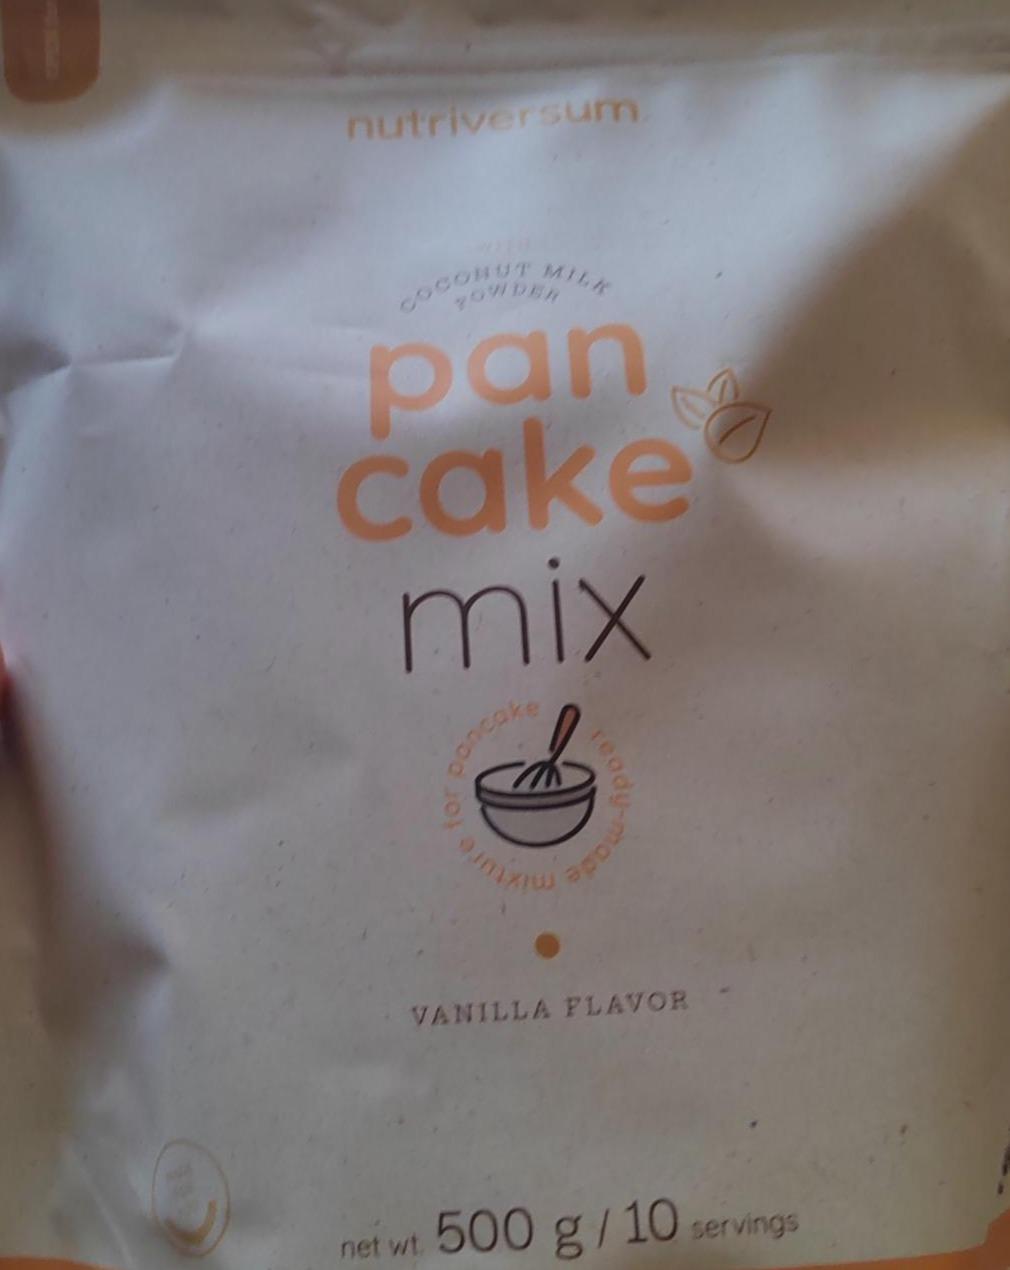 nutriversum
WITH
COCONUT MILK
POWDER
pan
cake
mix
ready-made mixture for pancake
VANILLA FLAVOR
net wt. 500 g / 10 servings